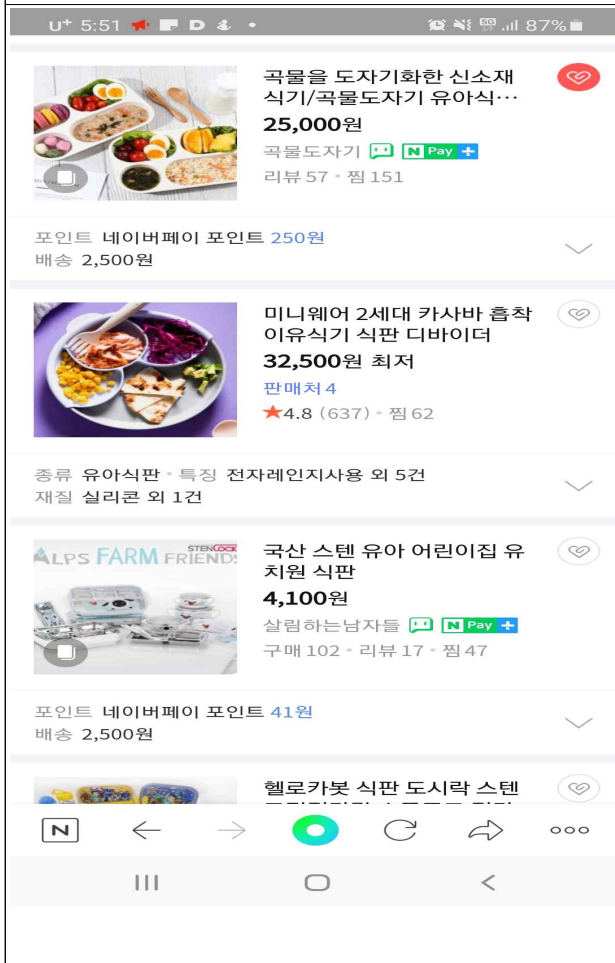 U+ 5:51
87%
곡물을 도자기화한 신소재
식기/곡물도자기 유아식…
25,000원
곡물도자기 N Pay +
리뷰 57 · 찜 151
포인트 네이버페이 포인트 250원
배송 2,500원
미니웨어 2세대 카사바 흡착
이유식기 식판 디바이더
32,500원 최저
판매처 4
★4.8 (637) · 찜 62
종류 유아식판 · 특징 전자레인지사용 외 5건
재질 실리콘 외 1건
STENLOCK
ALPS FARM FRIENDS
국산 스텐 유아 어린이집 유
치원 식판
4,100원
살림하는남자들 N Pay +
구매 102 · 리뷰 17 · 찜 47
포인트 네이버페이 포인트 41원
배송 2,500원
헬로카봇 식판 도시락 스텐
N